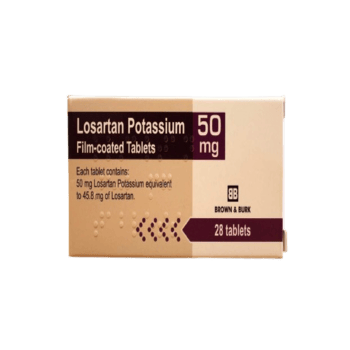 Losartan Potassium
Film-coated Tablets
50
mg
Each tablet contains:
50 mg Losartan Potassium equivalent
to 45.8 mg of Losartan.
BB
BROWN & BURK
28 tablets